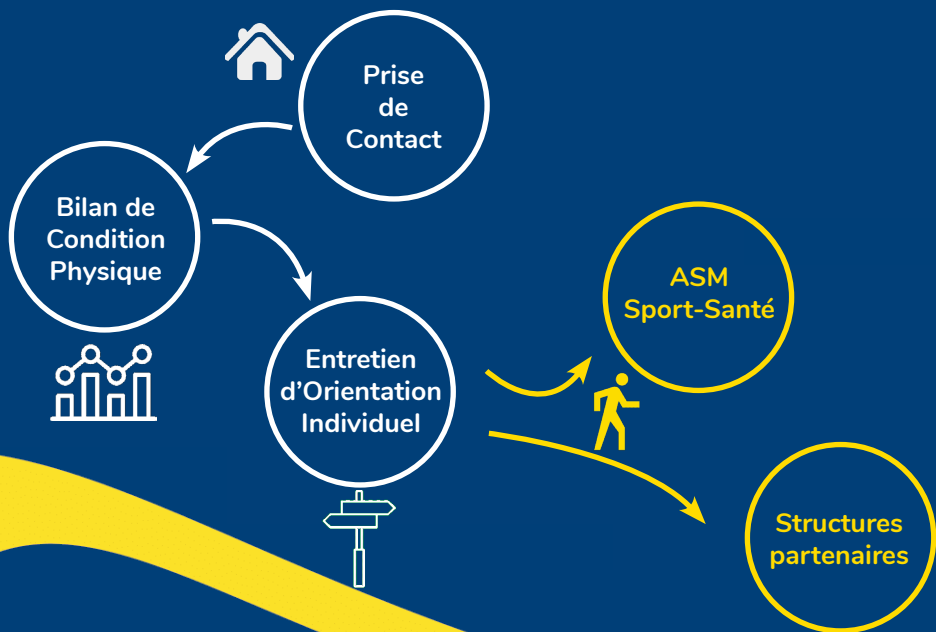 Prise
de
Contact
Bilan de
Condition
Physique
Entretien
d’Orientation
Individuel
ASM
Sport-Santé
Structures
partenaires